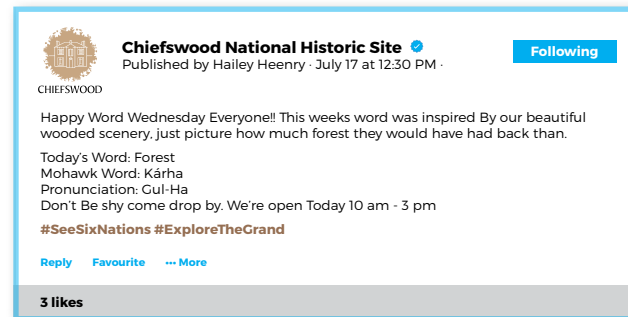 Chiefswood National Historic Site
Published by Hailey Heenry · July 17 at 12:30 PM ·
Following
CHIEFSWOOD
Happy Word Wednesday Everyone!! This weeks word was inspired By our beautiful
wooded scenery, just picture how much forest they would have had back than.
Today's Word: Forest
Mohawk Word: Kárha
Pronunciation: Gul-Ha
Don't Be shy come drop by. We're open Today 10 am - 3 pm
#SeeSixNations #ExploreTheGrand
Reply Favourite ••• More
3 likes